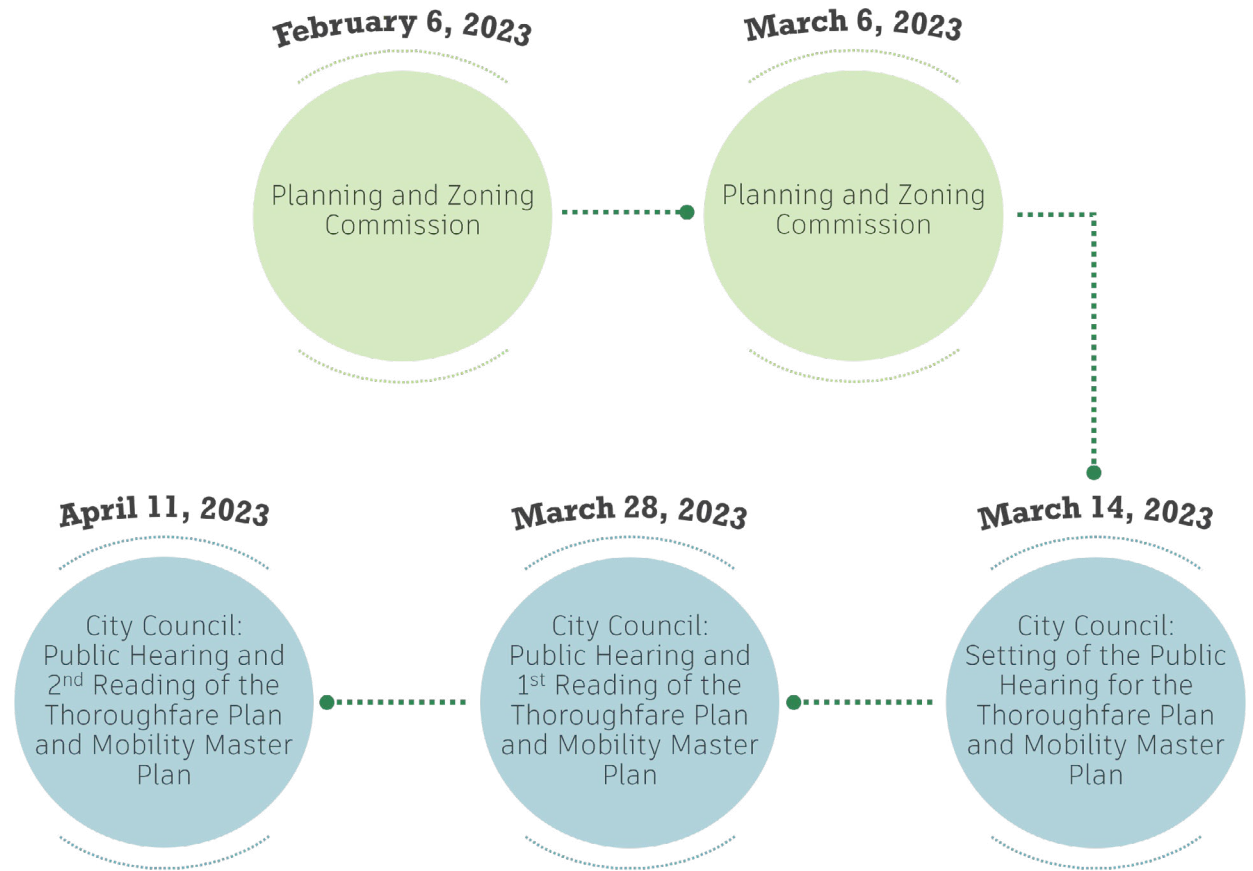 February 6, 2023
Planning and Zoning
Commission
March 6, 2023
Planning and Zoning
Commission
March 14, 2023
City Council:
Setting of the Public
Hearing for the
Thoroughfare Plan
and Mobility Master
Plan
March 28, 2023
City Council:
Public Hearing and
1st Reading of the
Thoroughfare Plan
and Mobility Master
Plan
April 11, 2023
City Council:
Public Hearing and
2nd Reading of the
Thoroughfare Plan
and Mobility Master
Plan